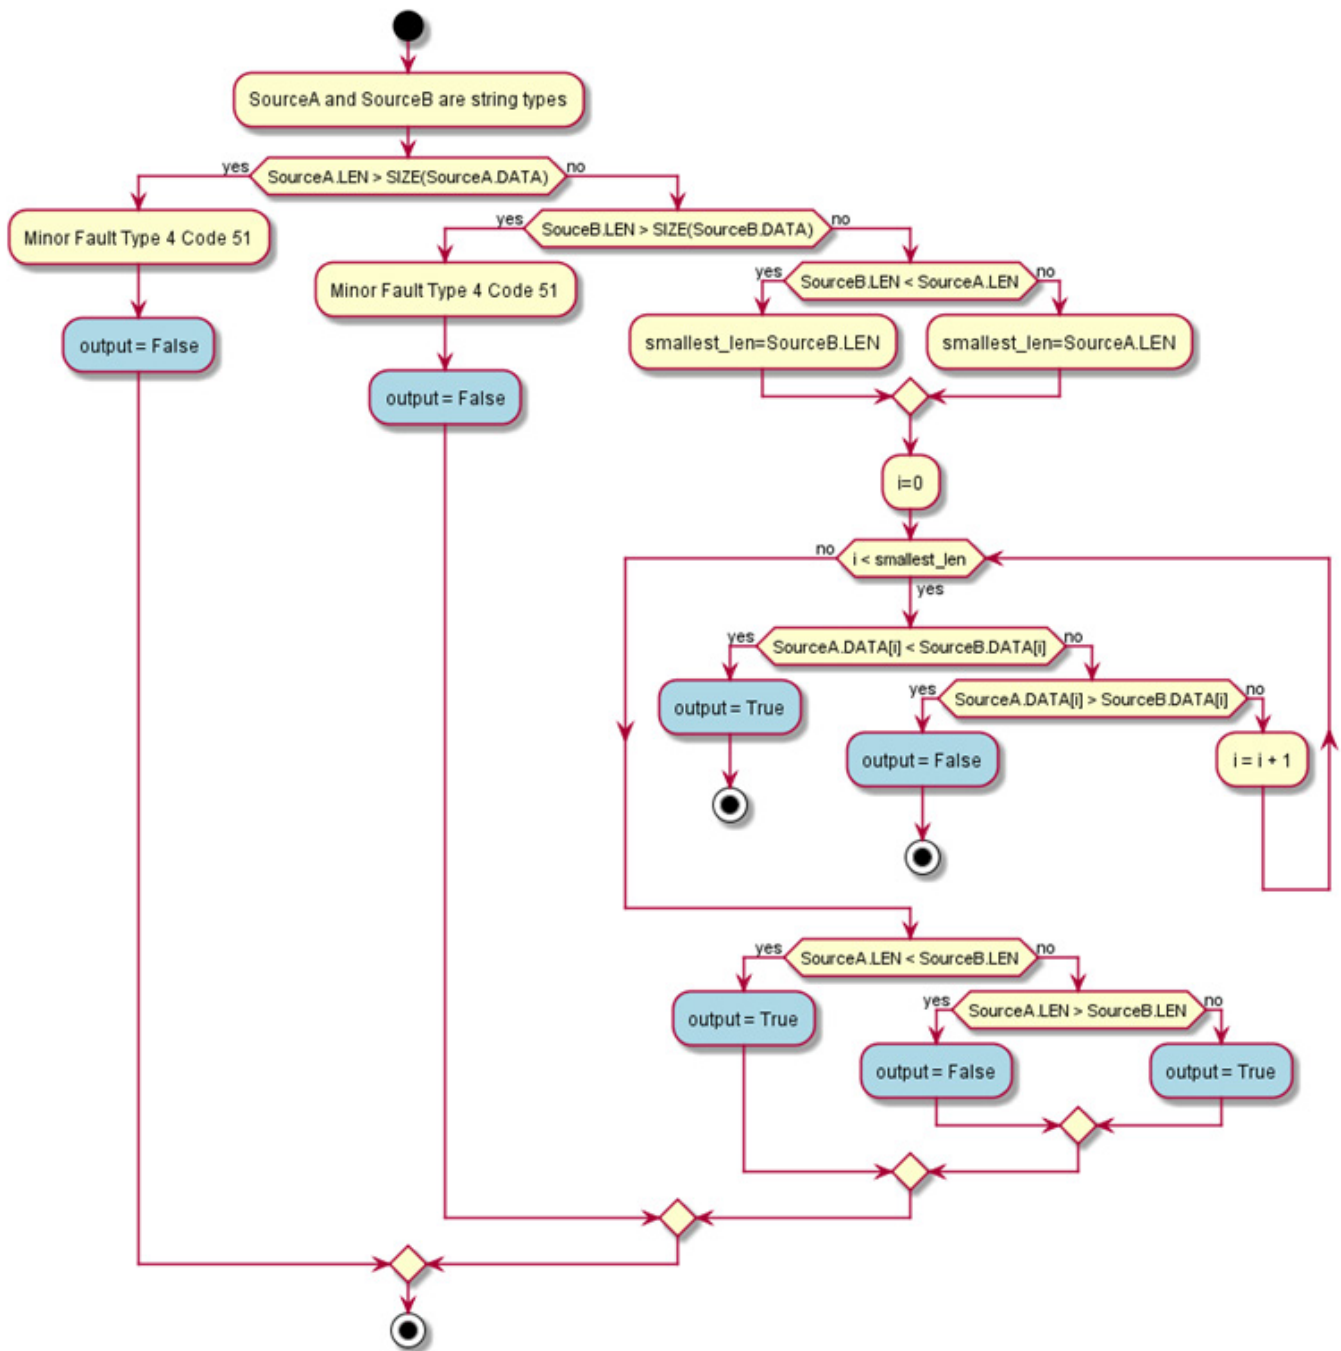 SourceA and SourceB are string types
yes
SourceA.LEN > SIZE(SourceA.DATA)
no
Minor Fault Type 4 Code 51
output = False
yes
SouceB.LEN > SIZE(SourceB.DATA)
no
Minor Fault Type 4 Code 51
output = False
yes
SourceB.LEN < SourceA.LEN
no
smallest_len=SourceB.LEN
smallest_len=SourceA.LEN
i=0
no
i < smallest_len
yes
yes
SourceA.DATA[i] < SourceB.DATA[i]
no
output = True
yes
SourceA.DATA[i] > SourceB.DATA[i]
no
output = False
i = i + 1
yes
SourceA.LEN < SourceB.LEN
no
output = True
yes
SourceA.LEN > SourceB.LEN
no
output = False
output = True